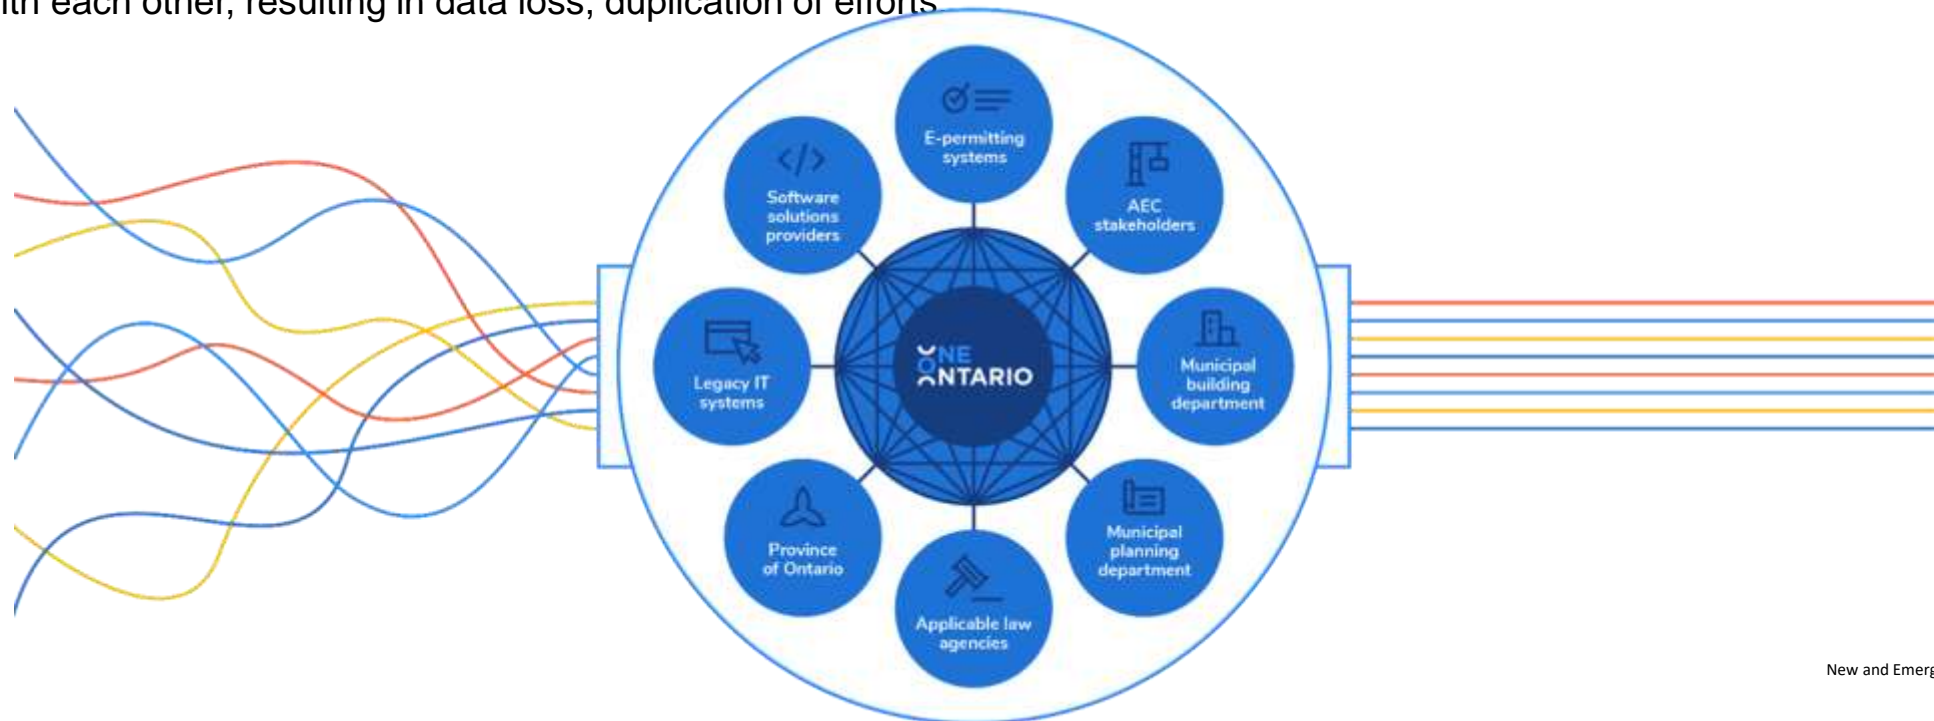 ith each other, resulting in data loss, duplication of efforts
E-permitting
systems
Software
solutions
providers
AEC
stakeholders
Legacy IT
systems
ONE
ONTARIO
Municipal
building
department
Province
of Ontario
Municipal
planning
department
Applicable law
agencies
New and Emerg